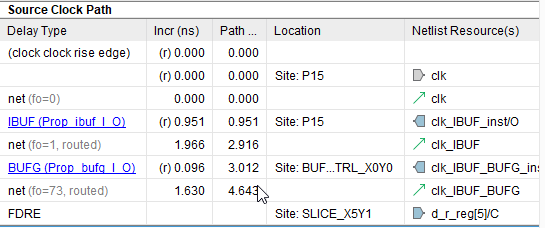 Source Clock Path
Delay Type Incr (ns) Path ... Location Netlist Resource(s)
(clock clock rise edge) (r) 0.000 0.000
(r) 0.000 0.000 Site: P15 clk
net (fo=0) 0.000 0.000 clk
IBUF (Prop_ibuf_I_O) (r) 0.951 0.951 Site: P15 clk_IBUF_inst/O
net (fo=1, routed) 1.966 2.916 clk_IBUF
BUFG (Prop_bufg_I_O) (r) 0.096 3.012 Site: BUF...TRL_X0Y0 clk_IBUF_BUFG_ins
net (fo=73, routed) 1.630 4.643 clk_IBUF_BUFG
FDRE Site: SLICE_X5Y1 d_r_reg[5]/C